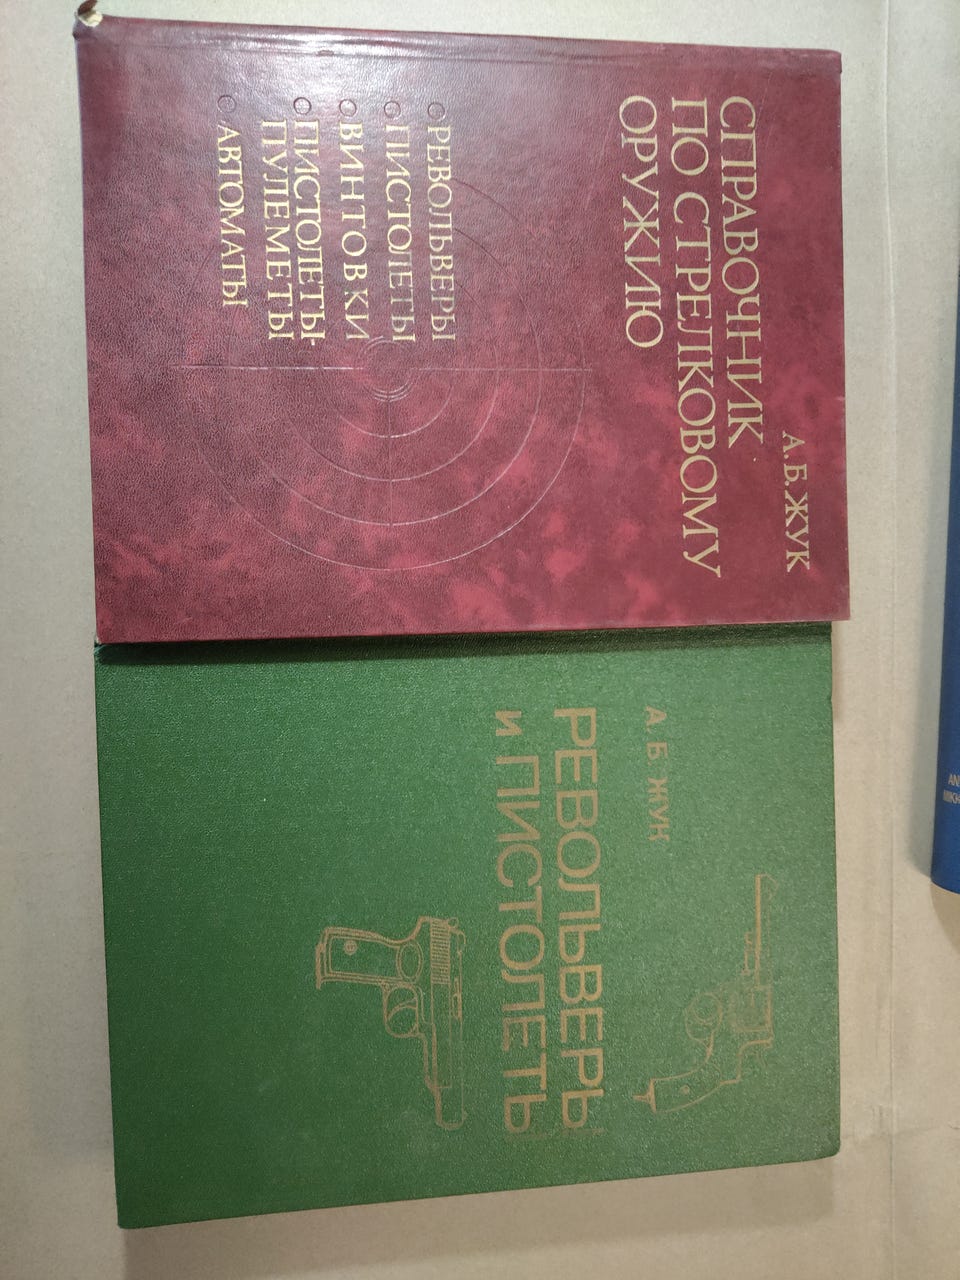 А.Б.ЖУК
СПРАВОЧНИК
ПО СТРЕЛКОВОМУ
ОРУЖИЮ
РЕВОЛЬВЕРЫ
ПИСТОЛЕТЫ
ВИНТОВКИ
ПИСТОЛЕТЫ-
ПУЛЕМЕТЫ
АВТОМАТЫ
А. Б. ЖУК
РЕВОЛЬВЕРЫ
и ПИСТОЛЕТЫ